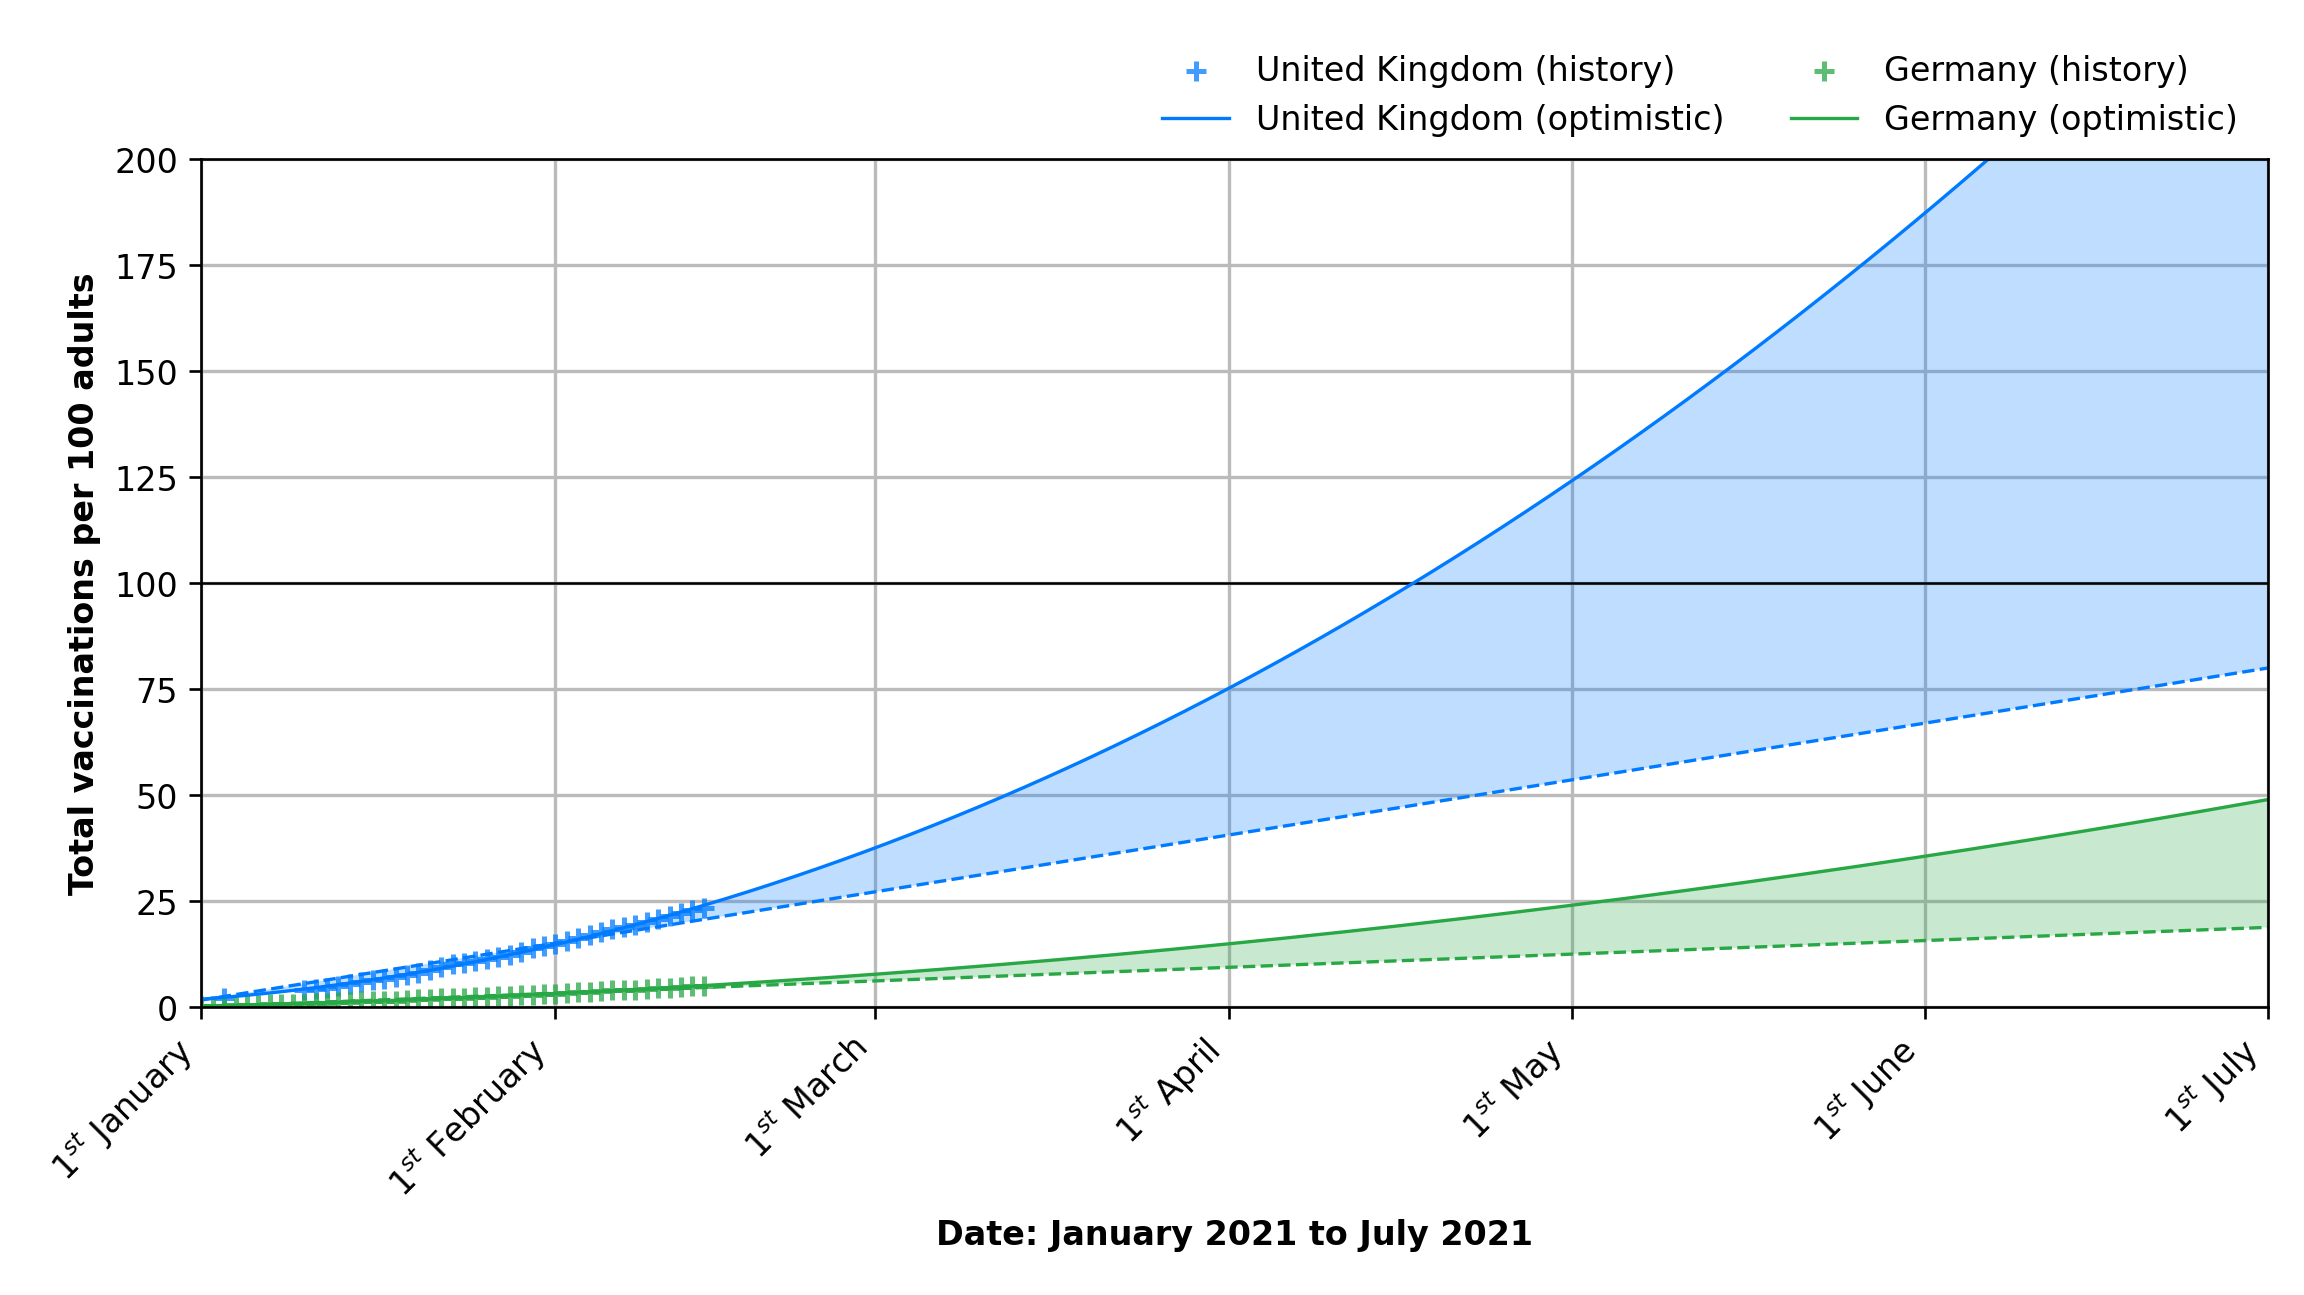 United Kingdom (history)
United Kingdom (optimistic)
Germany (history)
Germany (optimistic)
Total vaccinations per 100 adults
200
175
150
125
100
75
50
25
0
1st January
1st February
1st March
1st April
1st May
1st June
1st July
Date: January 2021 to July 2021